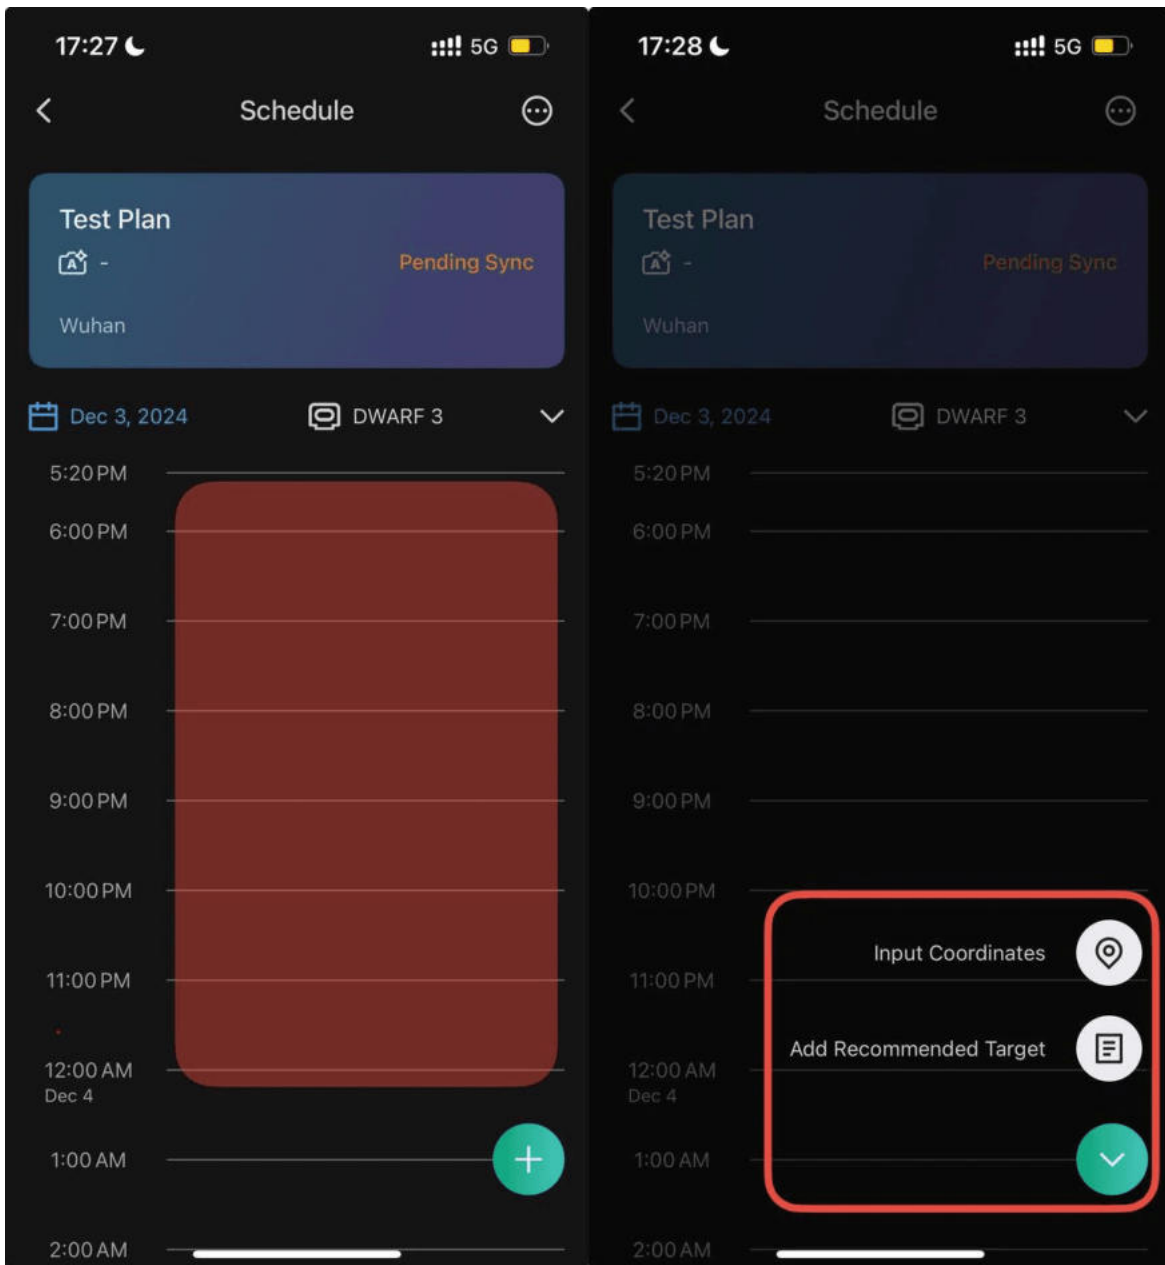 17:27
5G
Schedule
Test Plan
A -
Pending Sync
Wuhan
Dec 3, 2024
DWARF 3
5:20 PM
6:00 PM
7:00 PM
8:00 PM
9:00 PM
10:00 PM
11:00 PM
12:00 AM
Dec 4
1:00 AM
2:00 AM
17:28
5G
Schedule
Test Plan
A -
Pending Sync
Wuhan
Dec 3, 2024
DWARF 3
5:20 PM
6:00 PM
7:00 PM
8:00 PM
9:00 PM
10:00 PM
Input Coordinates
11:00 PM
Add Recommended Target
12:00 AM
Dec 4
1:00 AM
2:00 AM